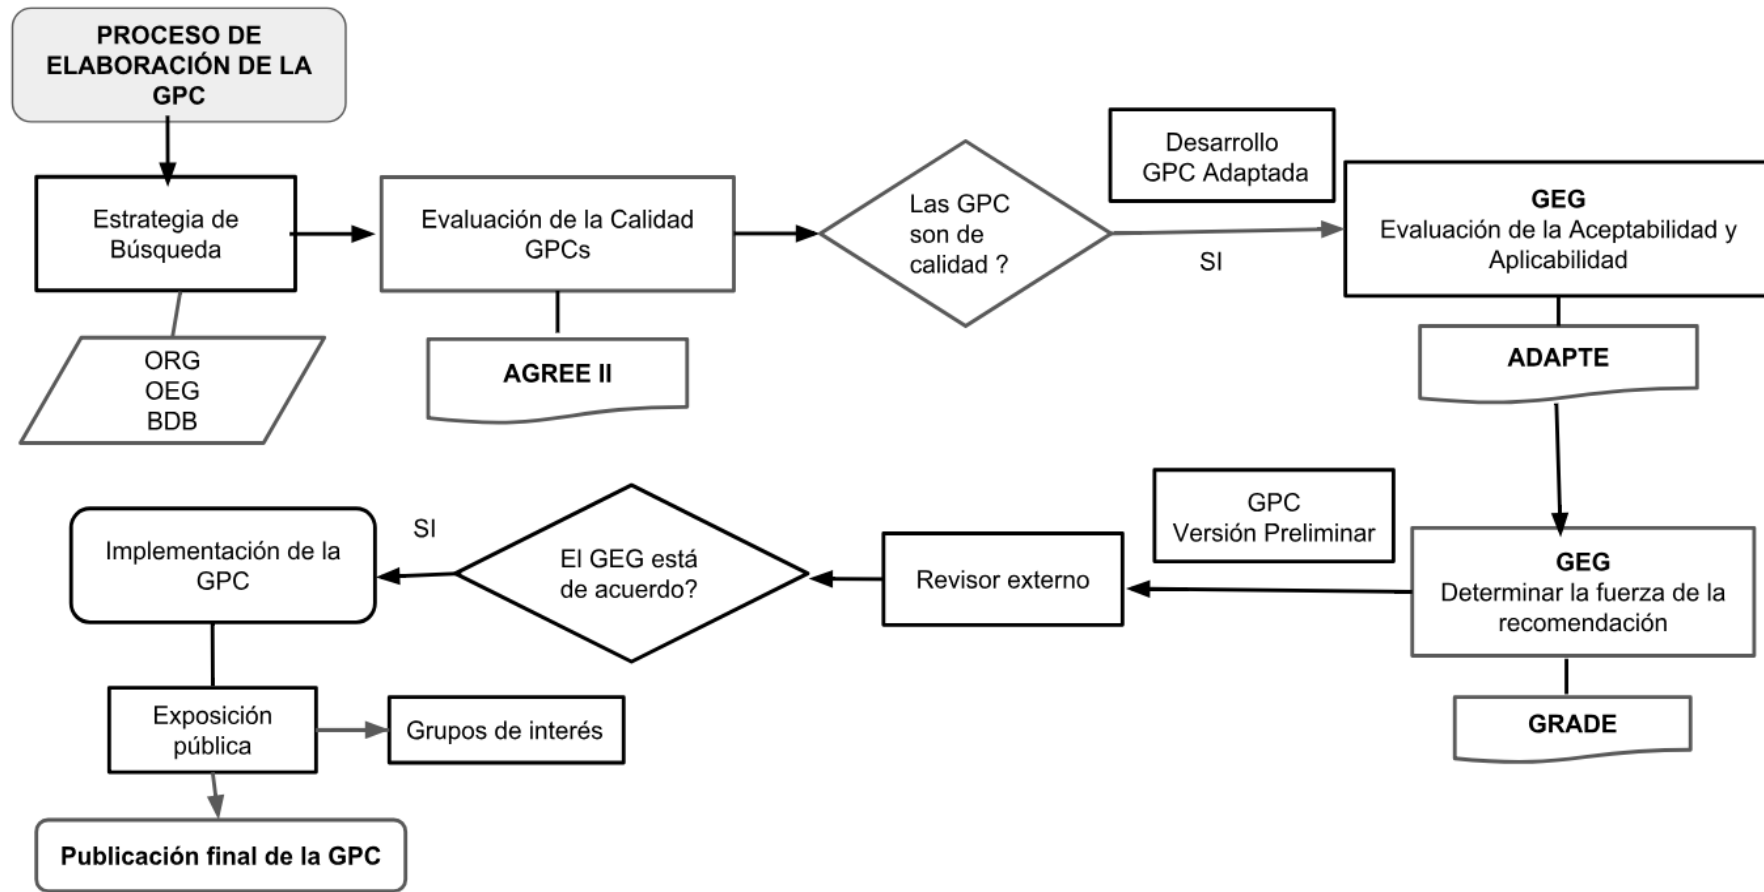 PROCESO DE
ELABORACIÓN DE LA
GPC
Estrategia de
Búsqueda
ORG
OEG
BDB
Evaluación de la Calidad
GPCs
AGREE II
Las GPC
son de
calidad ?
SI
Desarrollo
GPC Adaptada
GEG
Evaluación de la Aceptabilidad y
Aplicabilidad
ADAPTE
GEG
Determinar la fuerza de la
recomendación
GRADE
GPC
Versión Preliminar
Revisor externo
El GEG está
de acuerdo?
SI
Implementación de la
GPC
Exposición
pública
Grupos de interés
Publicación final de la GPC